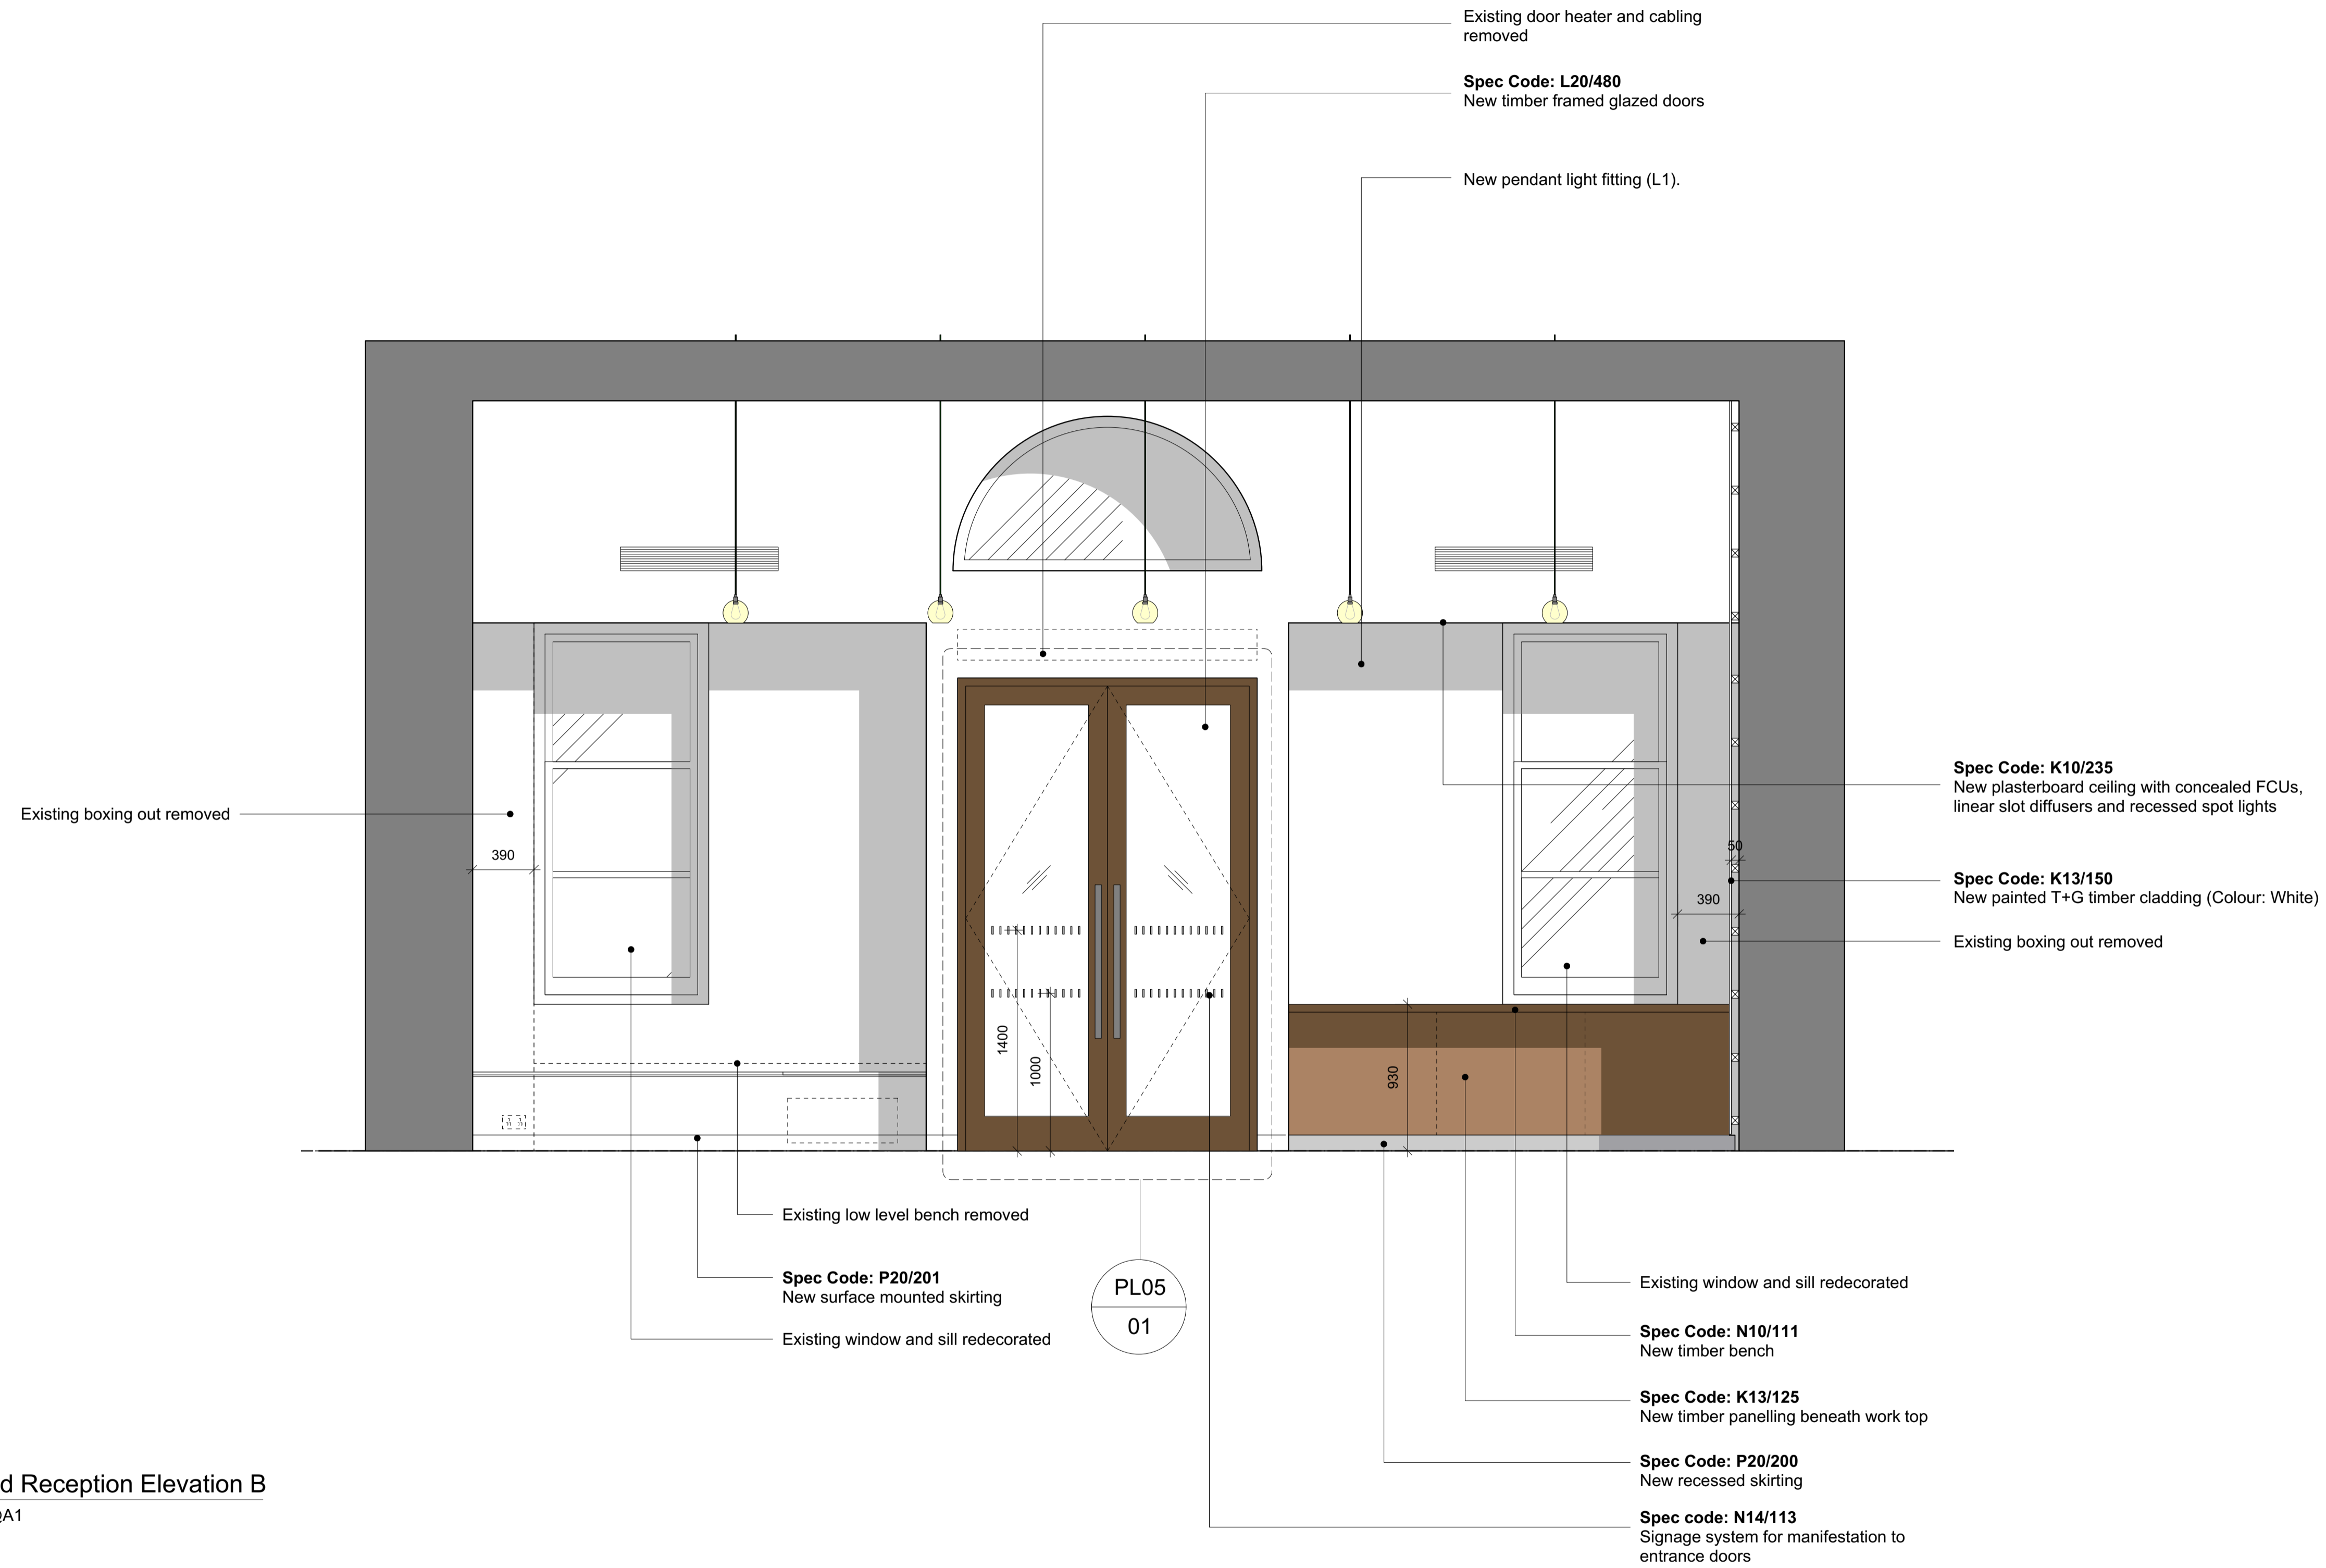 Existing door heater and cabling
removed
Spec Code: L20/480
New timber framed glazed doors
New pendant light fitting (L1).
Spec Code: K10/235
New plasterboard ceiling with concealed FCUs,
linear slot diffusers and recessed spot lights
Existing boxing out removed
50
390
Spec Code: K13/150
New painted T+G timber cladding (Colour: White)
390
Existing boxing out removed
1400
1000
930
Existing low level bench removed
Spec Code: P20/201
New surface mounted skirting
Existing window and sill redecorated
PL05
01
Existing window and sill redecorated
Spec Code: N10/111
New timber bench
Spec Code: K13/125
New timber panelling beneath work top
Spec Code: P20/200
New recessed skirting
Spec code: N14/113
Signage system for manifestation to
entrance doors
d Reception Elevation B